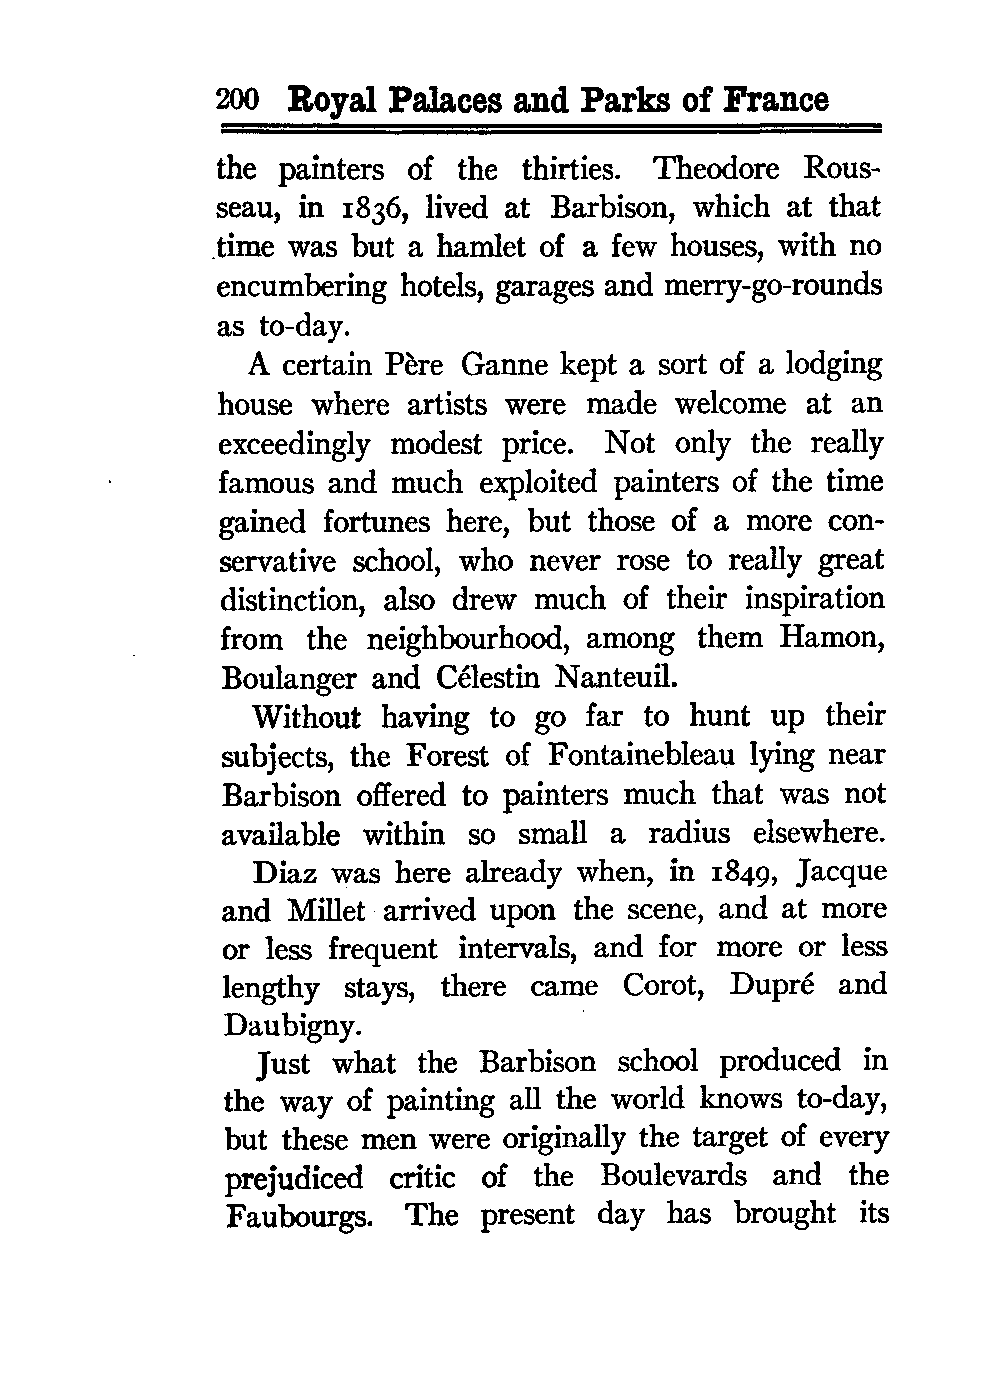 200 Royal Palaces and Parks of France
the painters of the thirties. Theodore Rous-
seau, in 1836, lived at Barbison, which at that
time was but a hamlet of a few houses, with no
encumbering hotels, garages and merry-go-rounds
as to-day.
A certain Père Ganne kept a sort of a lodging
house where artists were made welcome at an
exceedingly modest price. Not only the really
famous and much exploited painters of the time
gained fortunes here, but those of a more con-
servative school, who never rose to really great
distinction, also drew much of their inspiration
from the neighbourhood, among them Hamon,
Boulanger and Célestin Nanteuil.
Without having to go far to hunt up their
subjects, the Forest of Fontainebleau lying near
Barbison offered to painters much that was not
available within so small a radius elsewhere.
Diaz was here already when, in 1849, Jacque
and Millet arrived upon the scene, and at more
or less frequent intervals, and for more or less
lengthy stays, there came Corot, Dupré and
Daubigny.
Just what the Barbison school produced in
the way of painting all the world knows to-day,
but these men were originally the target of every
prejudiced critic of the Boulevards and the
Faubourgs. The present day has brought its